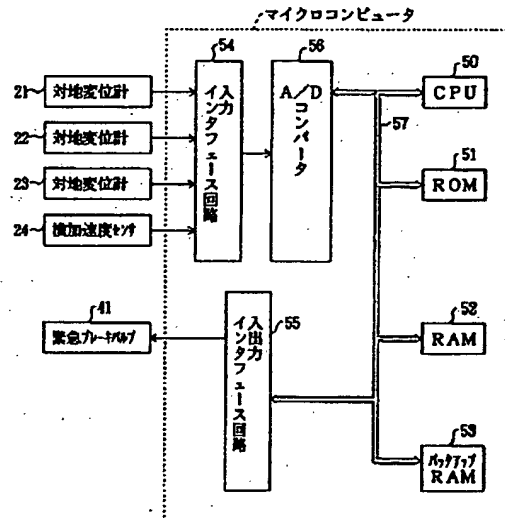 マイクロコンピュータ
21
対地変位計
22
対地変位計
23
対地変位計
24
横加速度センサ
54
入力
インタフェース回路
56
A/D
コンバータ
57
50
CPU
51
ROM
52
RAM
53
バックアップ
RAM
41
緊急ブレーキバルブ
55
入出力
インタフェース回路